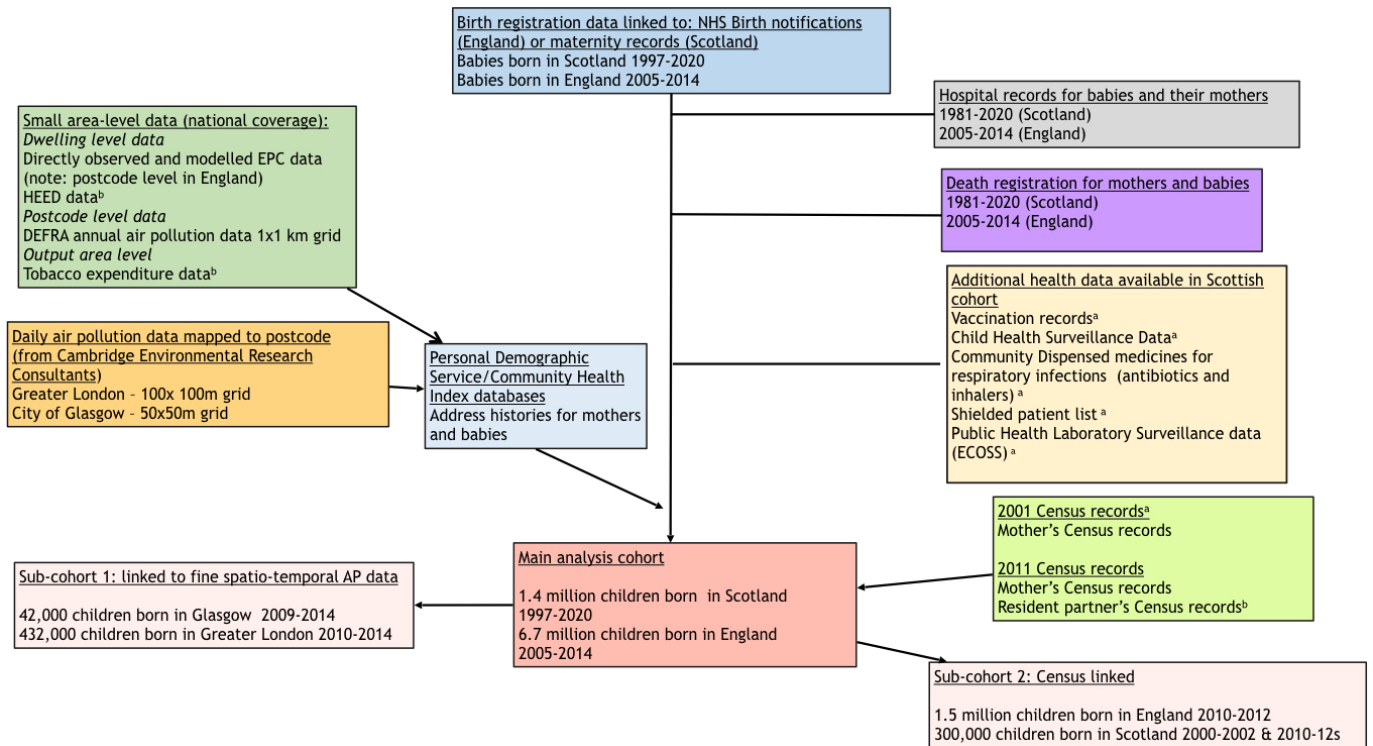 Birth registration data linked to: NHS Birth notifications
(England) or maternity records (Scotland)
Babies born in Scotland 1997-2020
Babies born in England 2005-2014
Hospital records for babies and their mothers
1981-2020 (Scotland)
2005-2014 (England)
Small area-level data (national coverage):
Dwelling level data
Directly observed and modelled EPC data
(note: postcode level in England)
HEED dataᵇ
Postcode level data
DEFRA annual air pollution data 1x1 km grid
Output area level
Tobacco expenditure dataᵇ
Death registration for mothers and babies
1981-2020 (Scotland)
2005-2014 (England)
Additional health data available in Scottish
cohort
Vaccination recordsᵃ
Child Health Surveillance Dataᵃ
Community Dispensed medicines for
respiratory infections (antibiotics and
inhalers) ᵃ
Shielded patient list ᵃ
Public Health Laboratory Surveillance data
(ECOSS) ᵃ
Daily air pollution data mapped to postcode
(from Cambridge Environmental Research
Consultants)
Greater London – 100x 100m grid
City of Glasgow – 50x50m grid
Personal Demographic
Service/Community Health
Index databases
Address histories for mothers
and babies
2001 Census recordsᵃ
Mother's Census records
2011 Census records
Mother's Census records
Resident partner's Census recordsᵇ
Main analysis cohort
1.4 million children born in Scotland
1997-2020
6.7 million children born in England
2005-2014
Sub-cohort 1: linked to fine spatio-temporal AP data
42,000 children born in Glasgow 2009-2014
432,000 children born in Greater London 2010-2014
Sub-cohort 2: Census linked
1.5 million children born in England 2010-2012
300,000 children born in Scotland 2000-2002 & 2010-12s